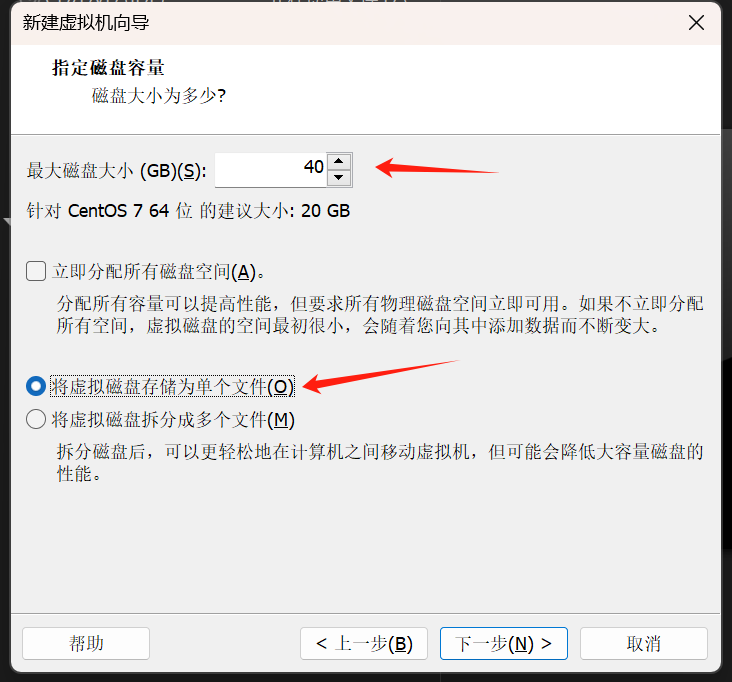 新建虚拟机向导
指定磁盘容量
磁盘大小为多少?
最大磁盘大小 (GB)(S): 40
针对 CentOS 7 64 位 的建议大小: 20 GB
立即分配所有磁盘空间(A)。
分配所有容量可以提高性能，但要求所有物理磁盘空间立即可用。如果不立即分配
所有空间，虚拟磁盘的空间最初很小，会随着您向其中添加数据而不断变大。
将虚拟磁盘存储为单个文件(O)
将虚拟磁盘拆分成多个文件(M)
拆分磁盘后，可以更轻松地在计算机之间移动虚拟机，但可能会降低大容量磁盘的
性能。
帮助 < 上一步(B) 下一步(N) > 取消